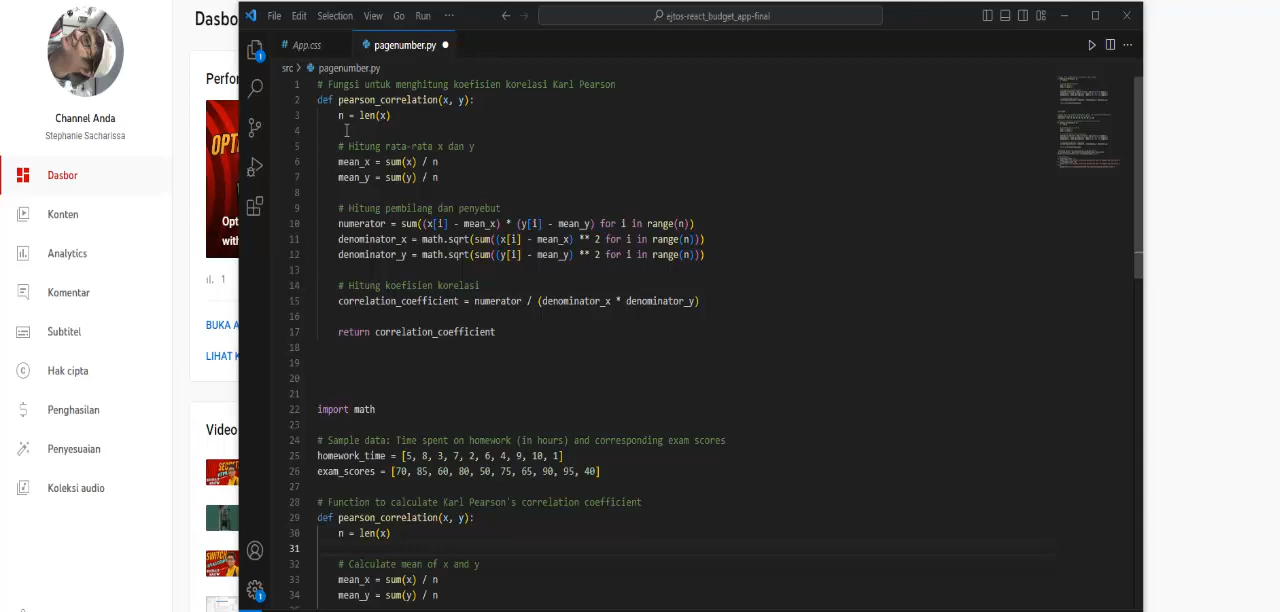 Channel Anda
Stephanie Sacharissa
Dasbor
Konten
Analytics
Komentar
Subtitel
Hak cipta
Penghasilan
Penyesuaian
Koleksi audio
Dasbo
Perfor
OPT
Opt
with
1
BUKA A
LIHAT K
Video
File Edit Selection View Go Run ···
ejtos-react_budget_app-final
# App.css
pagenumber.py
src > pagenumber.py
1 # Fungsi untuk menghitung koefisien korelasi Karl Pearson
2 def pearson_correlation(x, y):
3 n = len(x)
4
5 # Hitung rata-rata x dan y
6 mean_x = sum(x) / n
7 mean_y = sum(y) / n
8
9 # Hitung pembilang dan penyebut
10 numerator = sum((x[i] - mean_x) * (y[i] - mean_y) for i in range(n))
11 denominator_x = math.sqrt(sum((x[i] - mean_x) ** 2 for i in range(n)))
12 denominator_y = math.sqrt(sum((y[i] - mean_y) ** 2 for i in range(n)))
13
14 # Hitung koefisien korelasi
15 correlation_coefficient = numerator / (denominator_x * denominator_y)
16
17 return correlation_coefficient
18
19
20
21
22 import math
23
24 # Sample data: Time spent on homework (in hours) and corresponding exam scores
25 homework_time = [5, 8, 3, 7, 2, 6, 4, 9, 10, 1]
26 exam_scores = [70, 85, 60, 80, 50, 75, 65, 90, 95, 40]
27
28 # Function to calculate Karl Pearson's correlation coefficient
29 def pearson_correlation(x, y):
30 n = len(x)
31
32 # Calculate mean of x and y
33 mean_x = sum(x) / n
34 mean_y = sum(y) / n